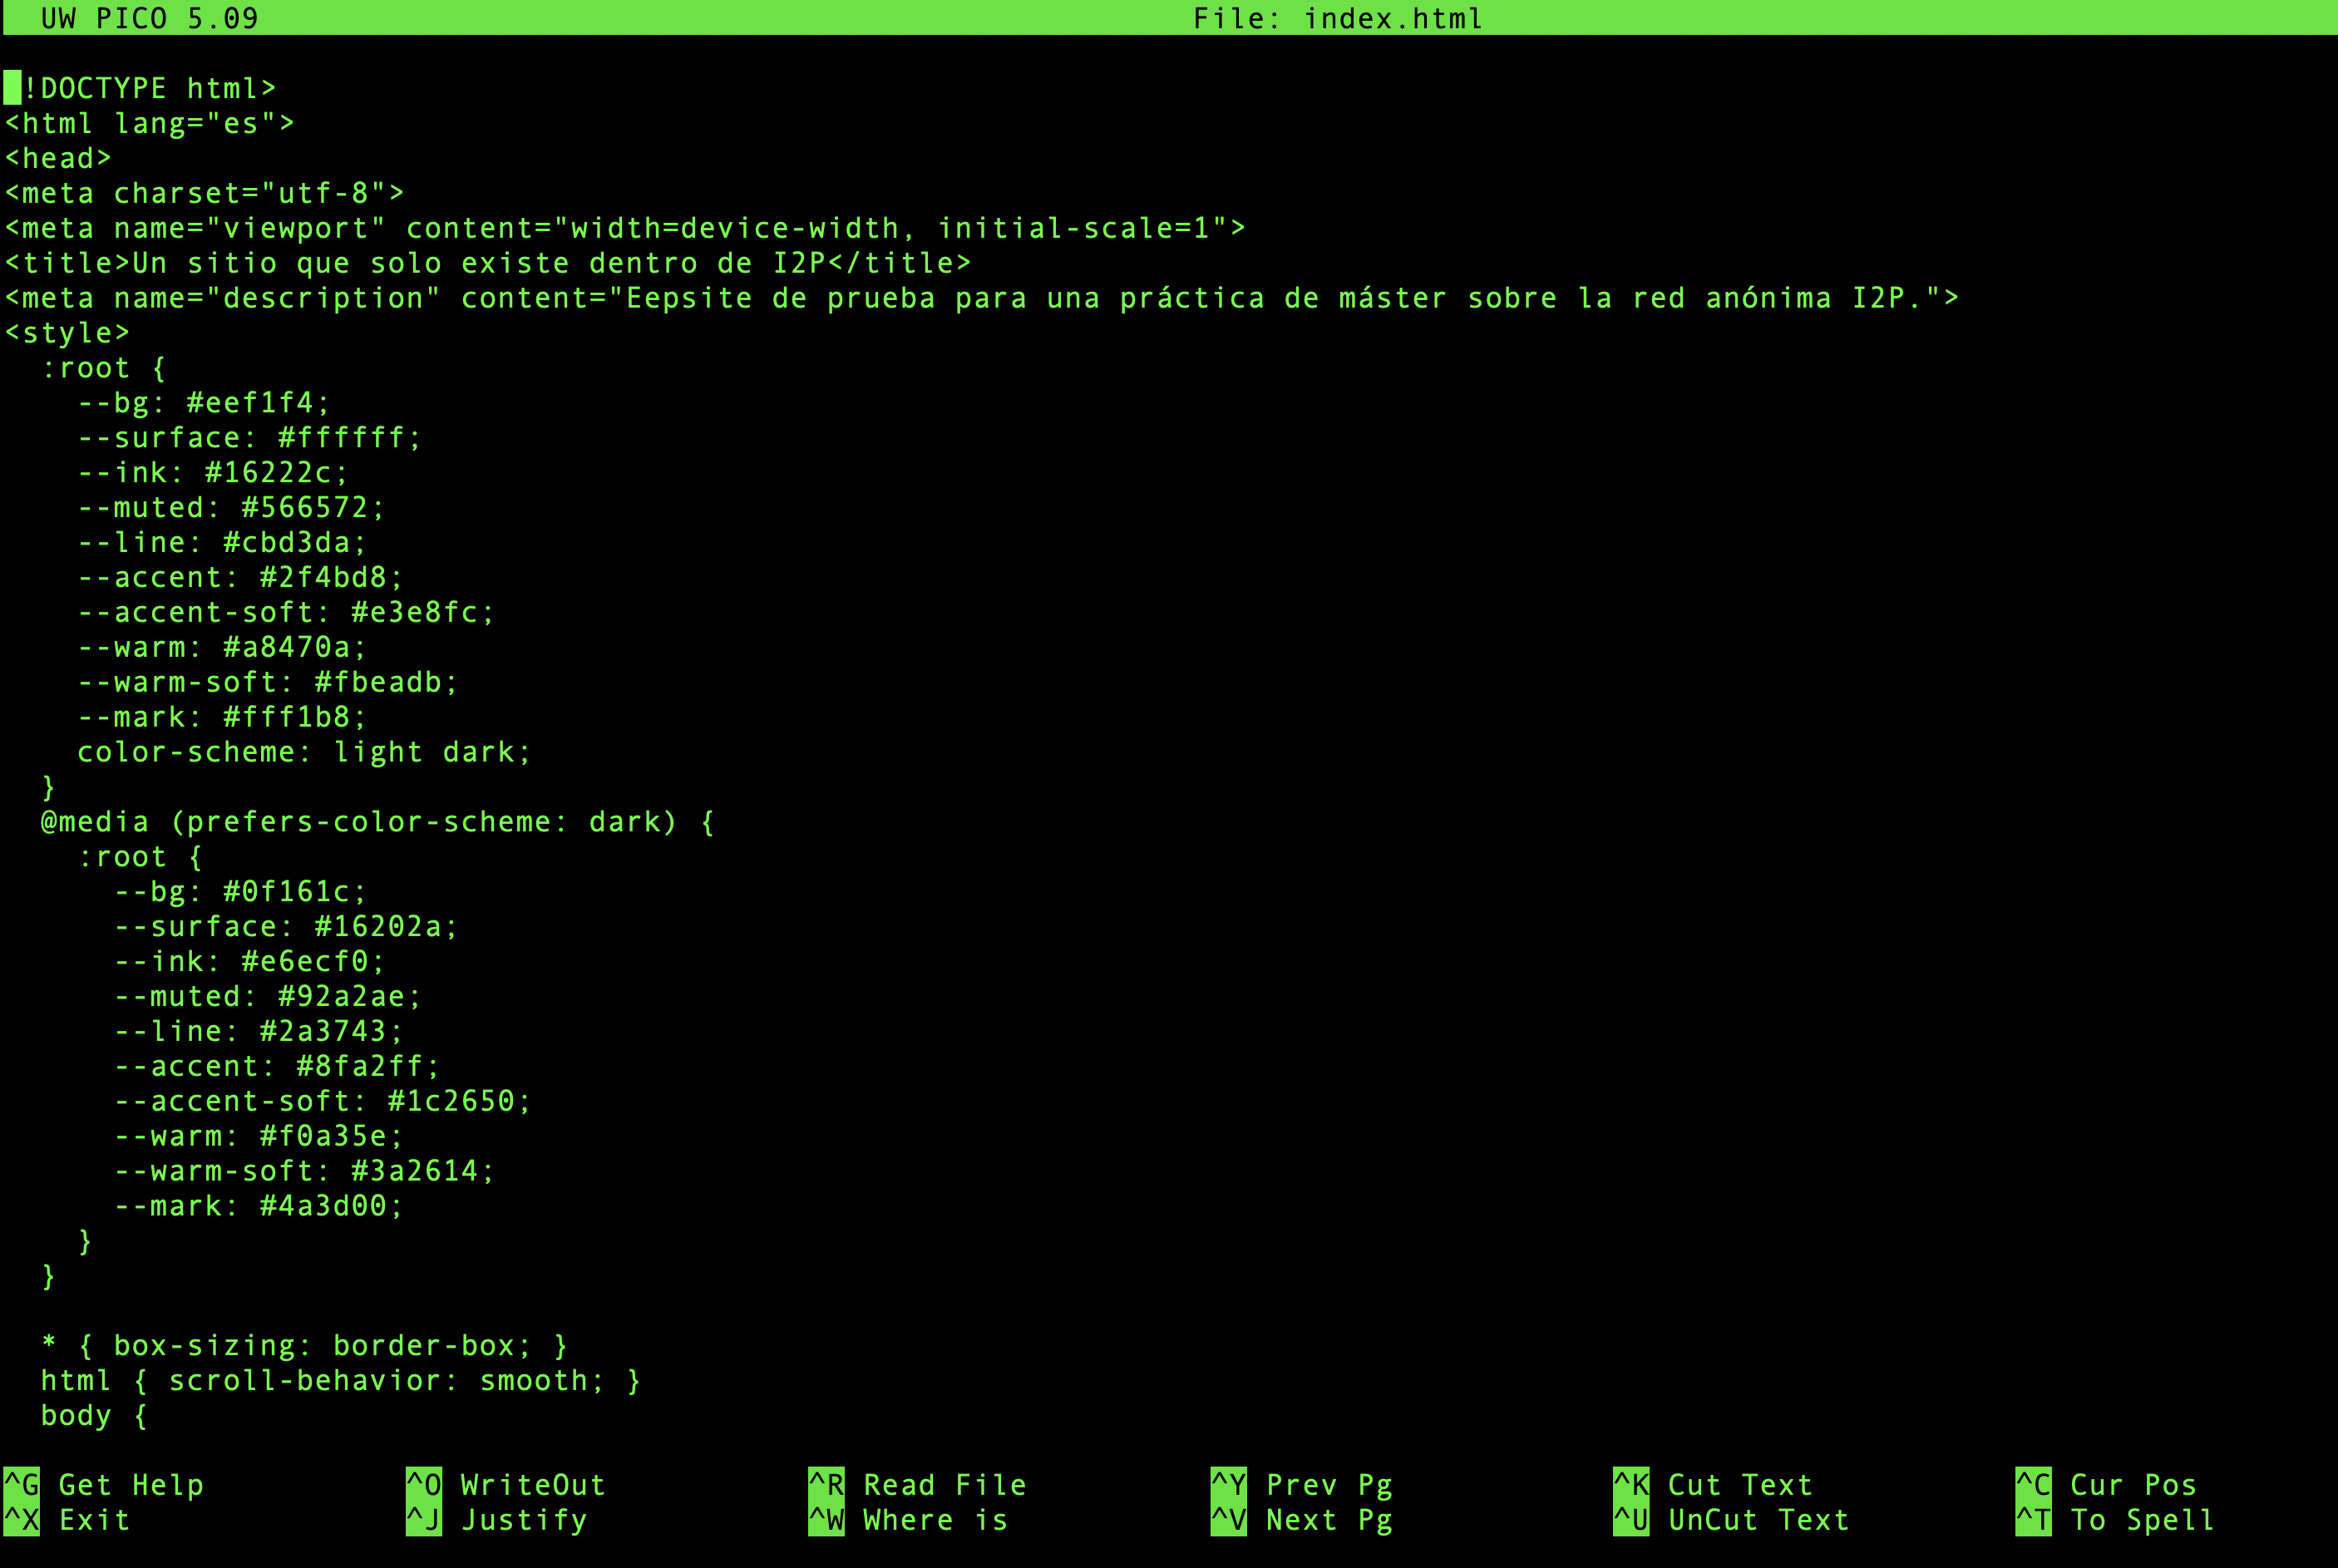 UW PICO 5.09 File: index.html
!DOCTYPE html>
<html lang="es">
<head>
<meta charset="utf-8">
<meta name="viewport" content="width=device-width, initial-scale=1">
<title>Un sitio que solo existe dentro de I2P</title>
<meta name="description" content="Eepsite de prueba para una práctica de máster sobre la red anónima I2P.">
<style>
  :root {
    --bg: #eef1f4;
    --surface: #ffffff;
    --ink: #16222c;
    --muted: #566572;
    --line: #cbd3da;
    --accent: #2f4bd8;
    --accent-soft: #e3e8fc;
    --warm: #a8470a;
    --warm-soft: #fbeadb;
    --mark: #fff1b8;
    color-scheme: light dark;
  }
  @media (prefers-color-scheme: dark) {
    :root {
      --bg: #0f161c;
      --surface: #16202a;
      --ink: #e6ecf0;
      --muted: #92a2ae;
      --line: #2a3743;
      --accent: #8fa2ff;
      --accent-soft: #1c2650;
      --warm: #f0a35e;
      --warm-soft: #3a2614;
      --mark: #4a3d00;
    }
  }
  * { box-sizing: border-box; }
  html { scroll-behavior: smooth; }
  body {
^G Get Help ^O WriteOut ^R Read File ^Y Prev Pg ^K Cut Text ^C Cur Pos
^X Exit ^J Justify ^W Where is ^V Next Pg ^U UnCut Text ^T To Spell